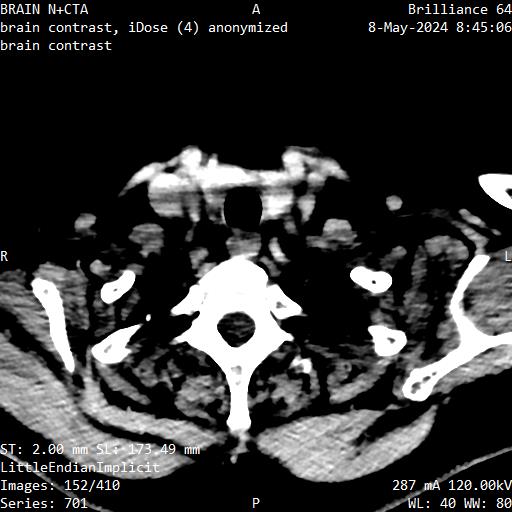 BRAIN N+CTA A Brilliance 64
brain contrast, iDose (4) anonymized 8-May-2024 8:45:06
brain contrast
R L
ST: 2.00 mm SL: 173.49 mm
LittleEndianImplicit
Images: 152/410 287 mA 120.00kV
Series: 701 P WL: 40 WW: 80